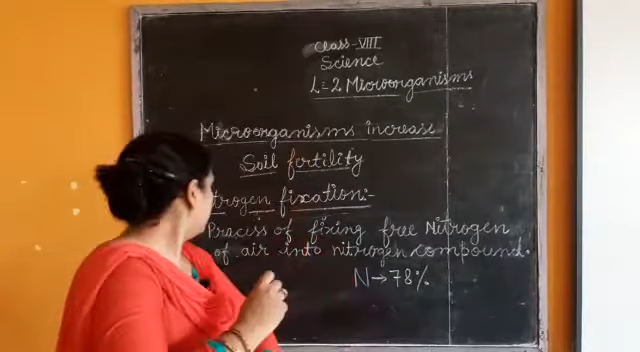 Class-VIII
Science
L=2 Microorganisms
Microorganisms increase
Soil fertility
trogen fixation:-
Process of fixing free Nitrogen
of air into nitrogen compound.
N→78%